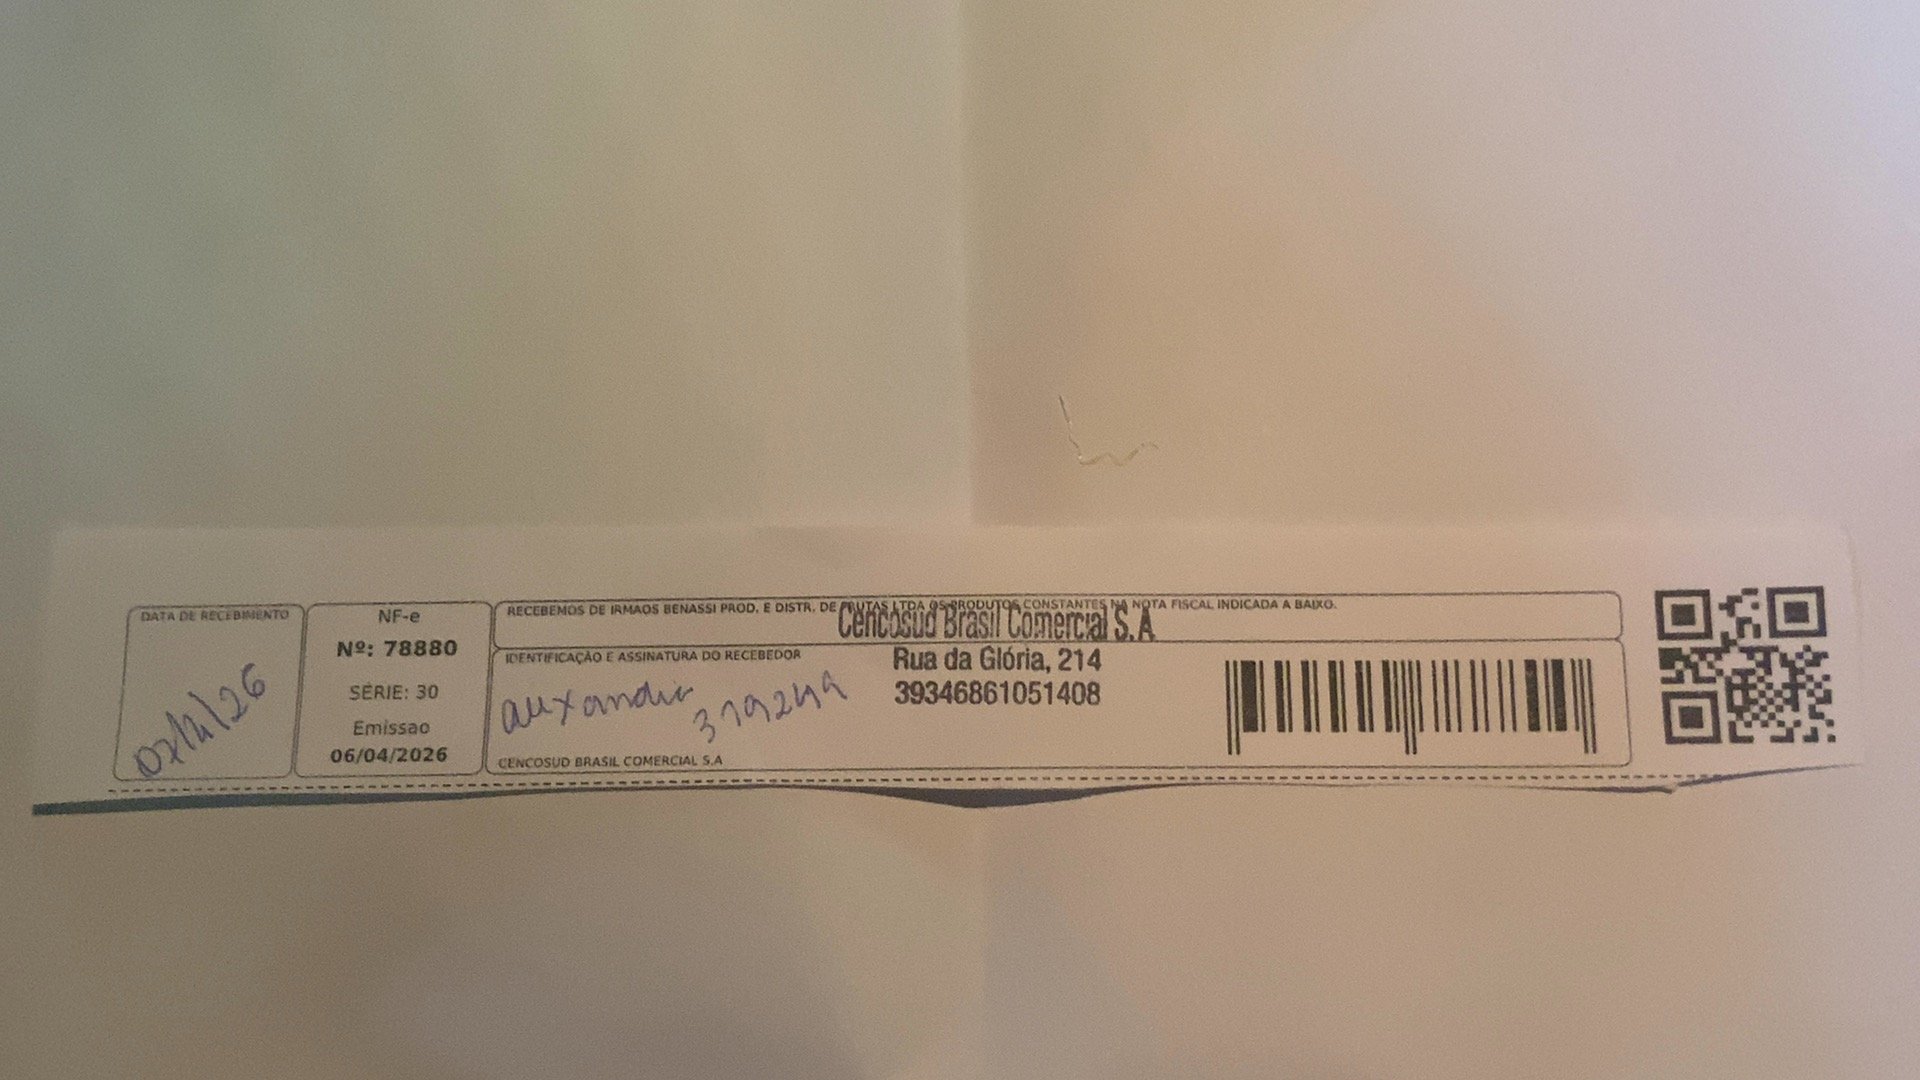 DATA DE RECEBIMENTO
NF-e
Nº: 78880
SÉRIE: 30
Emissao
06/04/2026
RECEBEMOS DE IRMAOS BENASSI PROD. E DISTR. DE FRUTAS LTDA OS PRODUTOS CONSTANTES NA NOTA FISCAL INDICADA A BAIXO.
Cencosud Brasil Comercial S.A
Rua da Glória, 214
39346861051408
IDENTIFICAÇÃO E ASSINATURA DO RECEBEDOR
CENCOSUD BRASIL COMERCIAL S.A